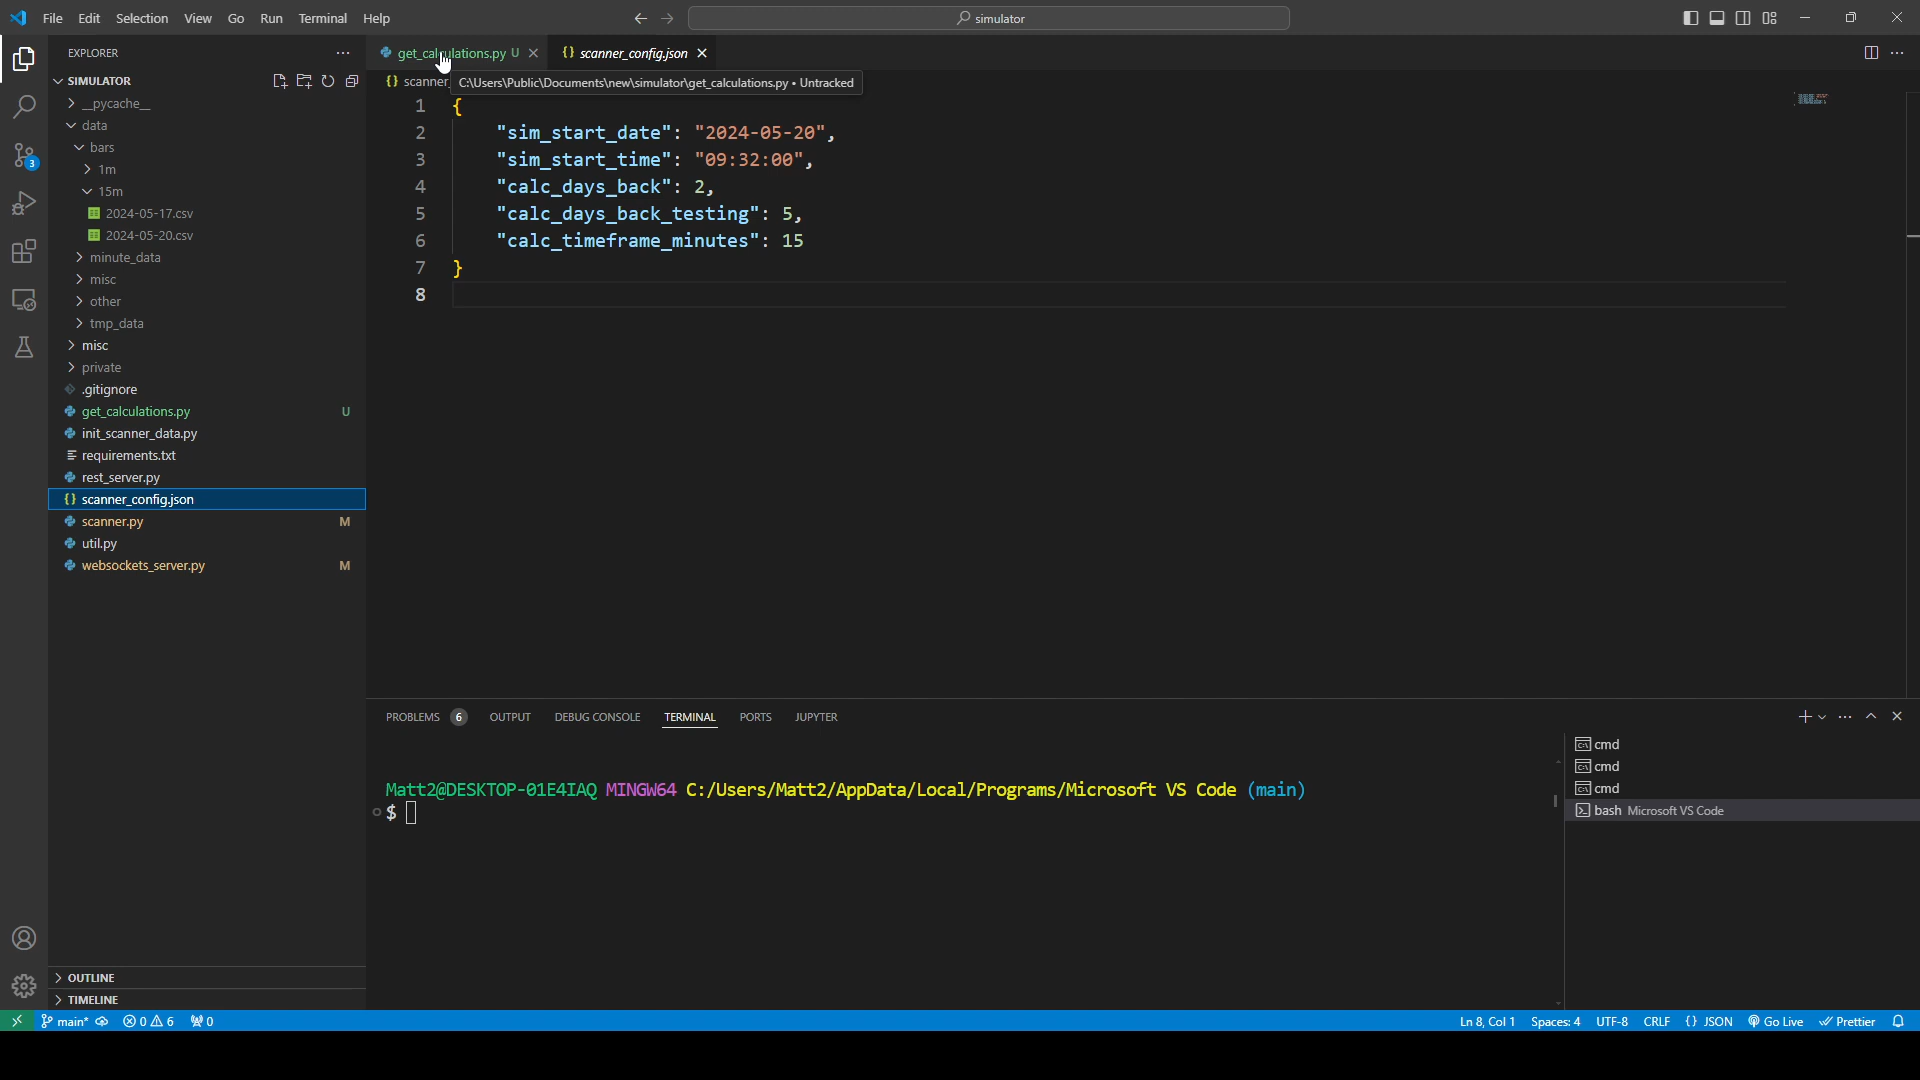 File Edit Selection View Go Run Terminal Help
simulator
EXPLORER
SIMULATOR
__pycache__
data
bars
1m
15m
2024-05-17.csv
2024-05-20.csv
minute_data
misc
other
tmp_data
misc
private
.gitignore
get_calculations.py U
init_scanner_data.py
requirements.txt
rest_server.py
scanner_config.json
scanner.py M
util.py
websockets_server.py M
OUTLINE
TIMELINE
3
get_calculations.py U
scanner_config.json
scanner_
C:\Users\Public\Documents\new\simulator\get_calculations.py • Untracked
1 {
2 "sim_start_date": "2024-05-20",
3 "sim_start_time": "09:32:00",
4 "calc_days_back": 2,
5 "calc_days_back_testing": 5,
6 "calc_timeframe_minutes": 15
7 }
8
PROBLEMS 6 OUTPUT DEBUG CONSOLE TERMINAL PORTS JUPYTER
Matt2@DESKTOP-01E4IAQ MINGW64 C:/Users/Matt2/AppData/Local/Programs/Microsoft VS Code (main)
$
cmd
cmd
cmd
bash Microsoft VS Code
main* 0 6 0
Ln 8, Col 1 Spaces: 4 UTF-8 CRLF {} JSON Go Live Prettier